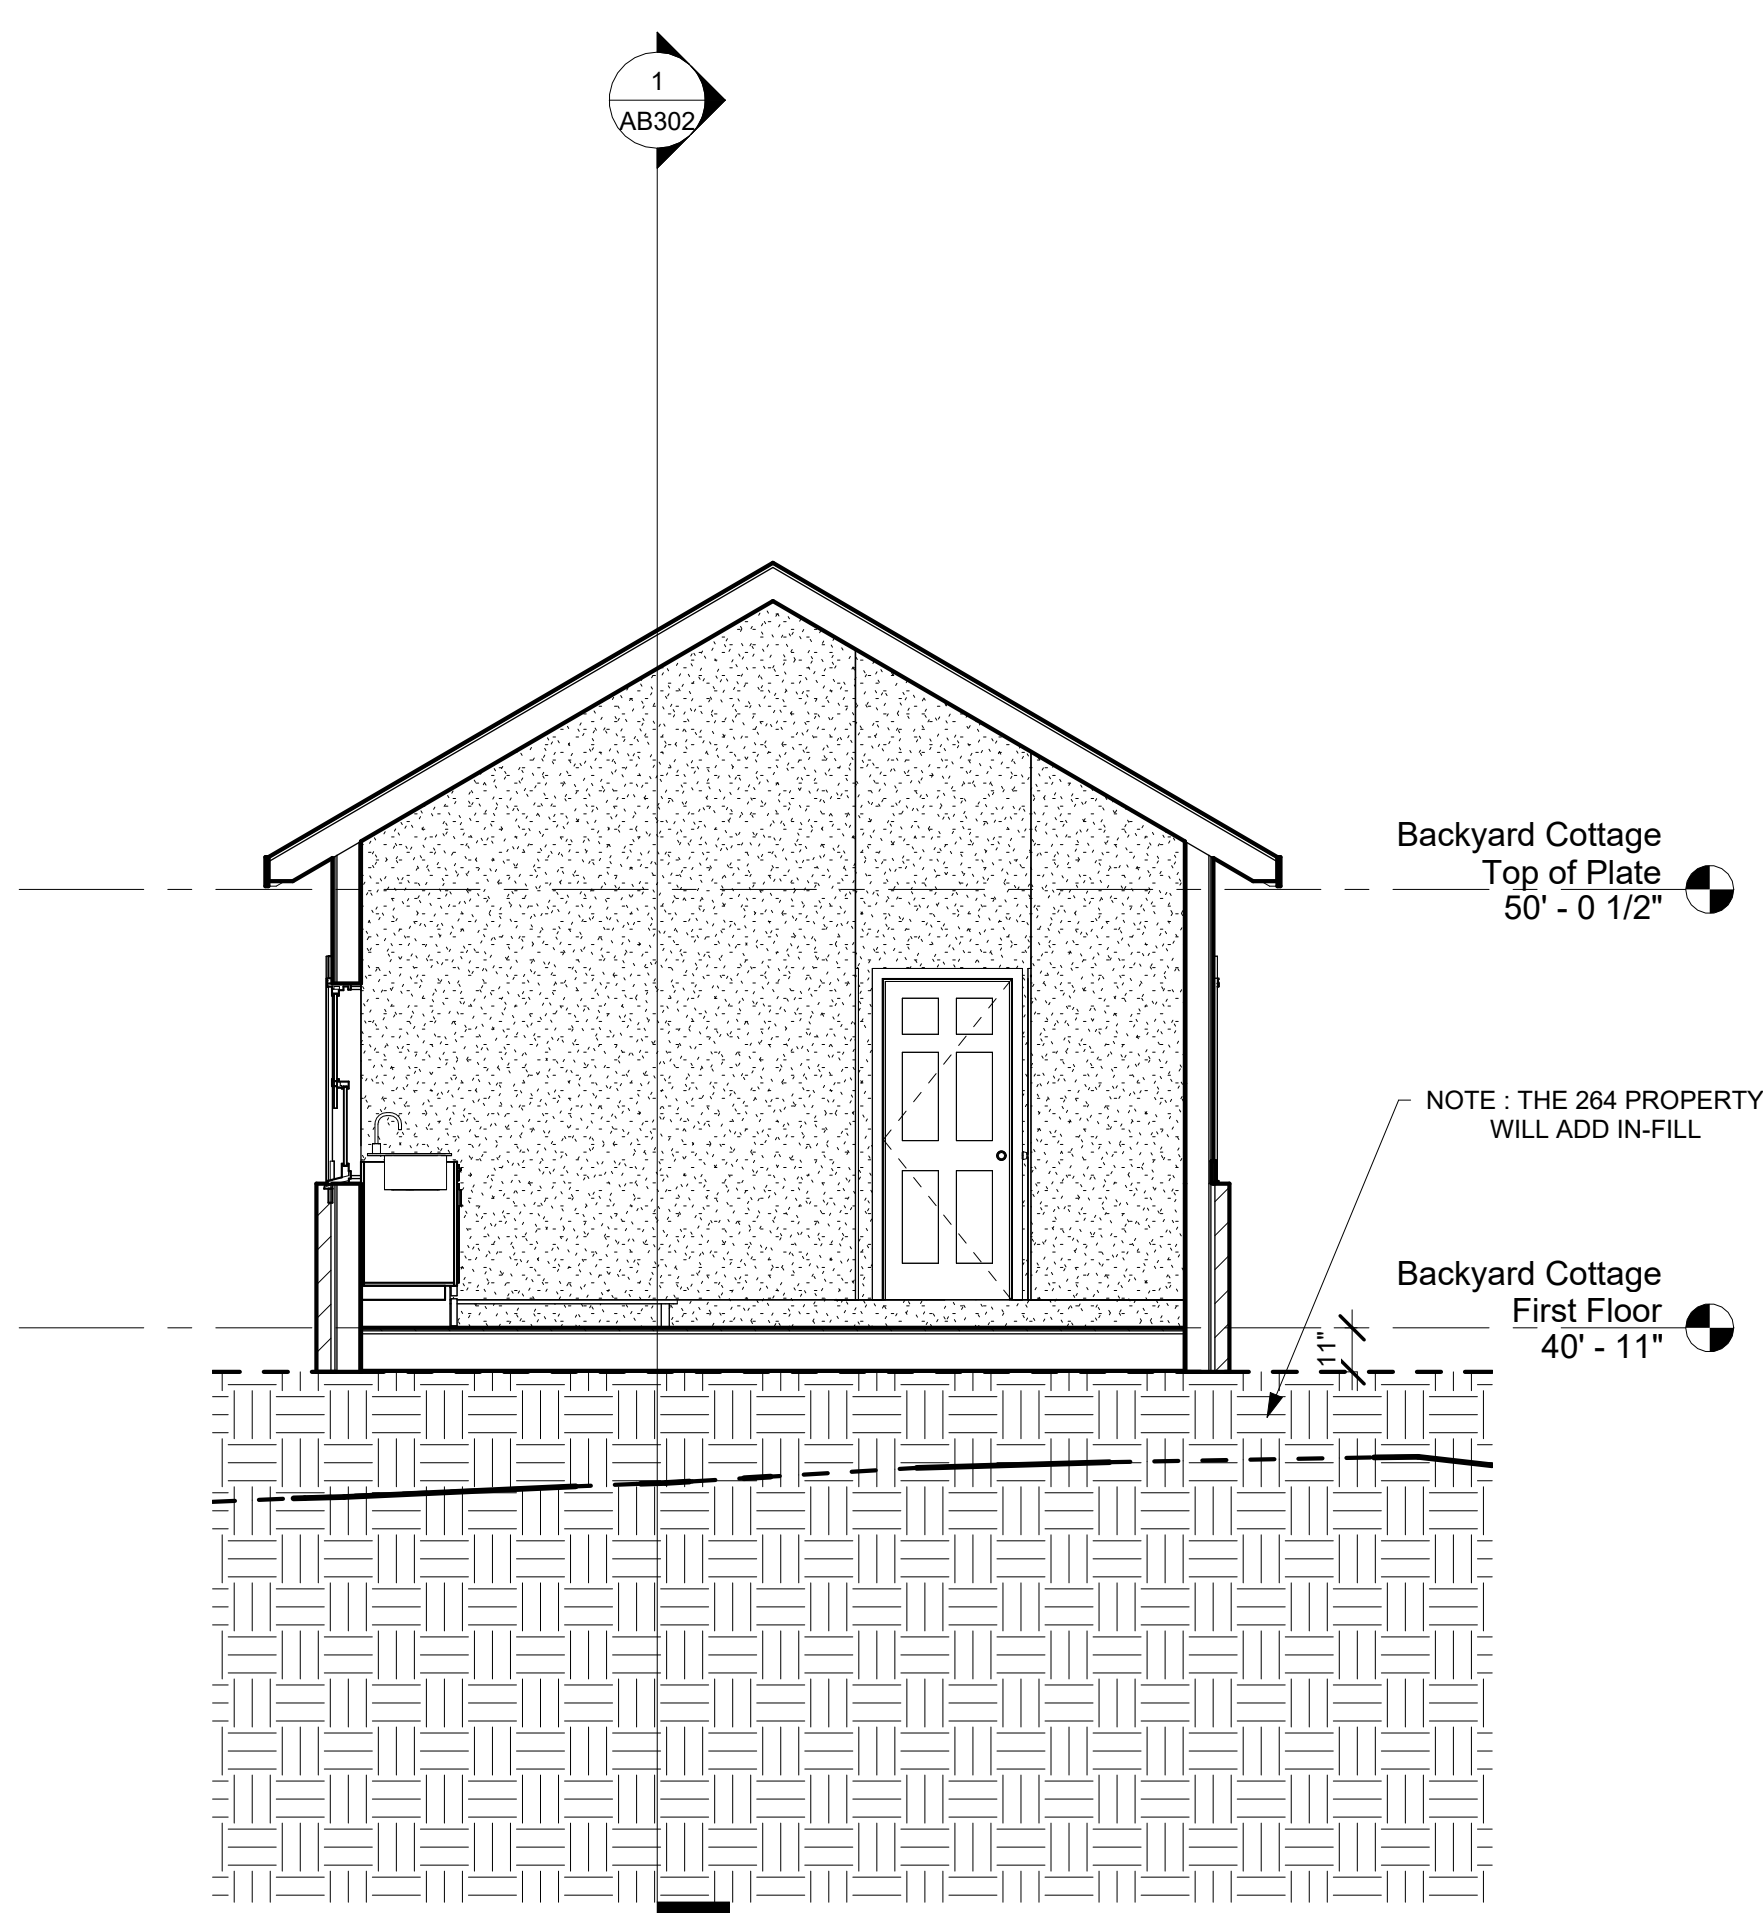 1
AB302
Backyard Cottage
Top of Plate
50' - 0 1/2"
NOTE : THE 264 PROPERTY
WILL ADD IN-FILL
Backyard Cottage
First Floor
40' - 11"
11"